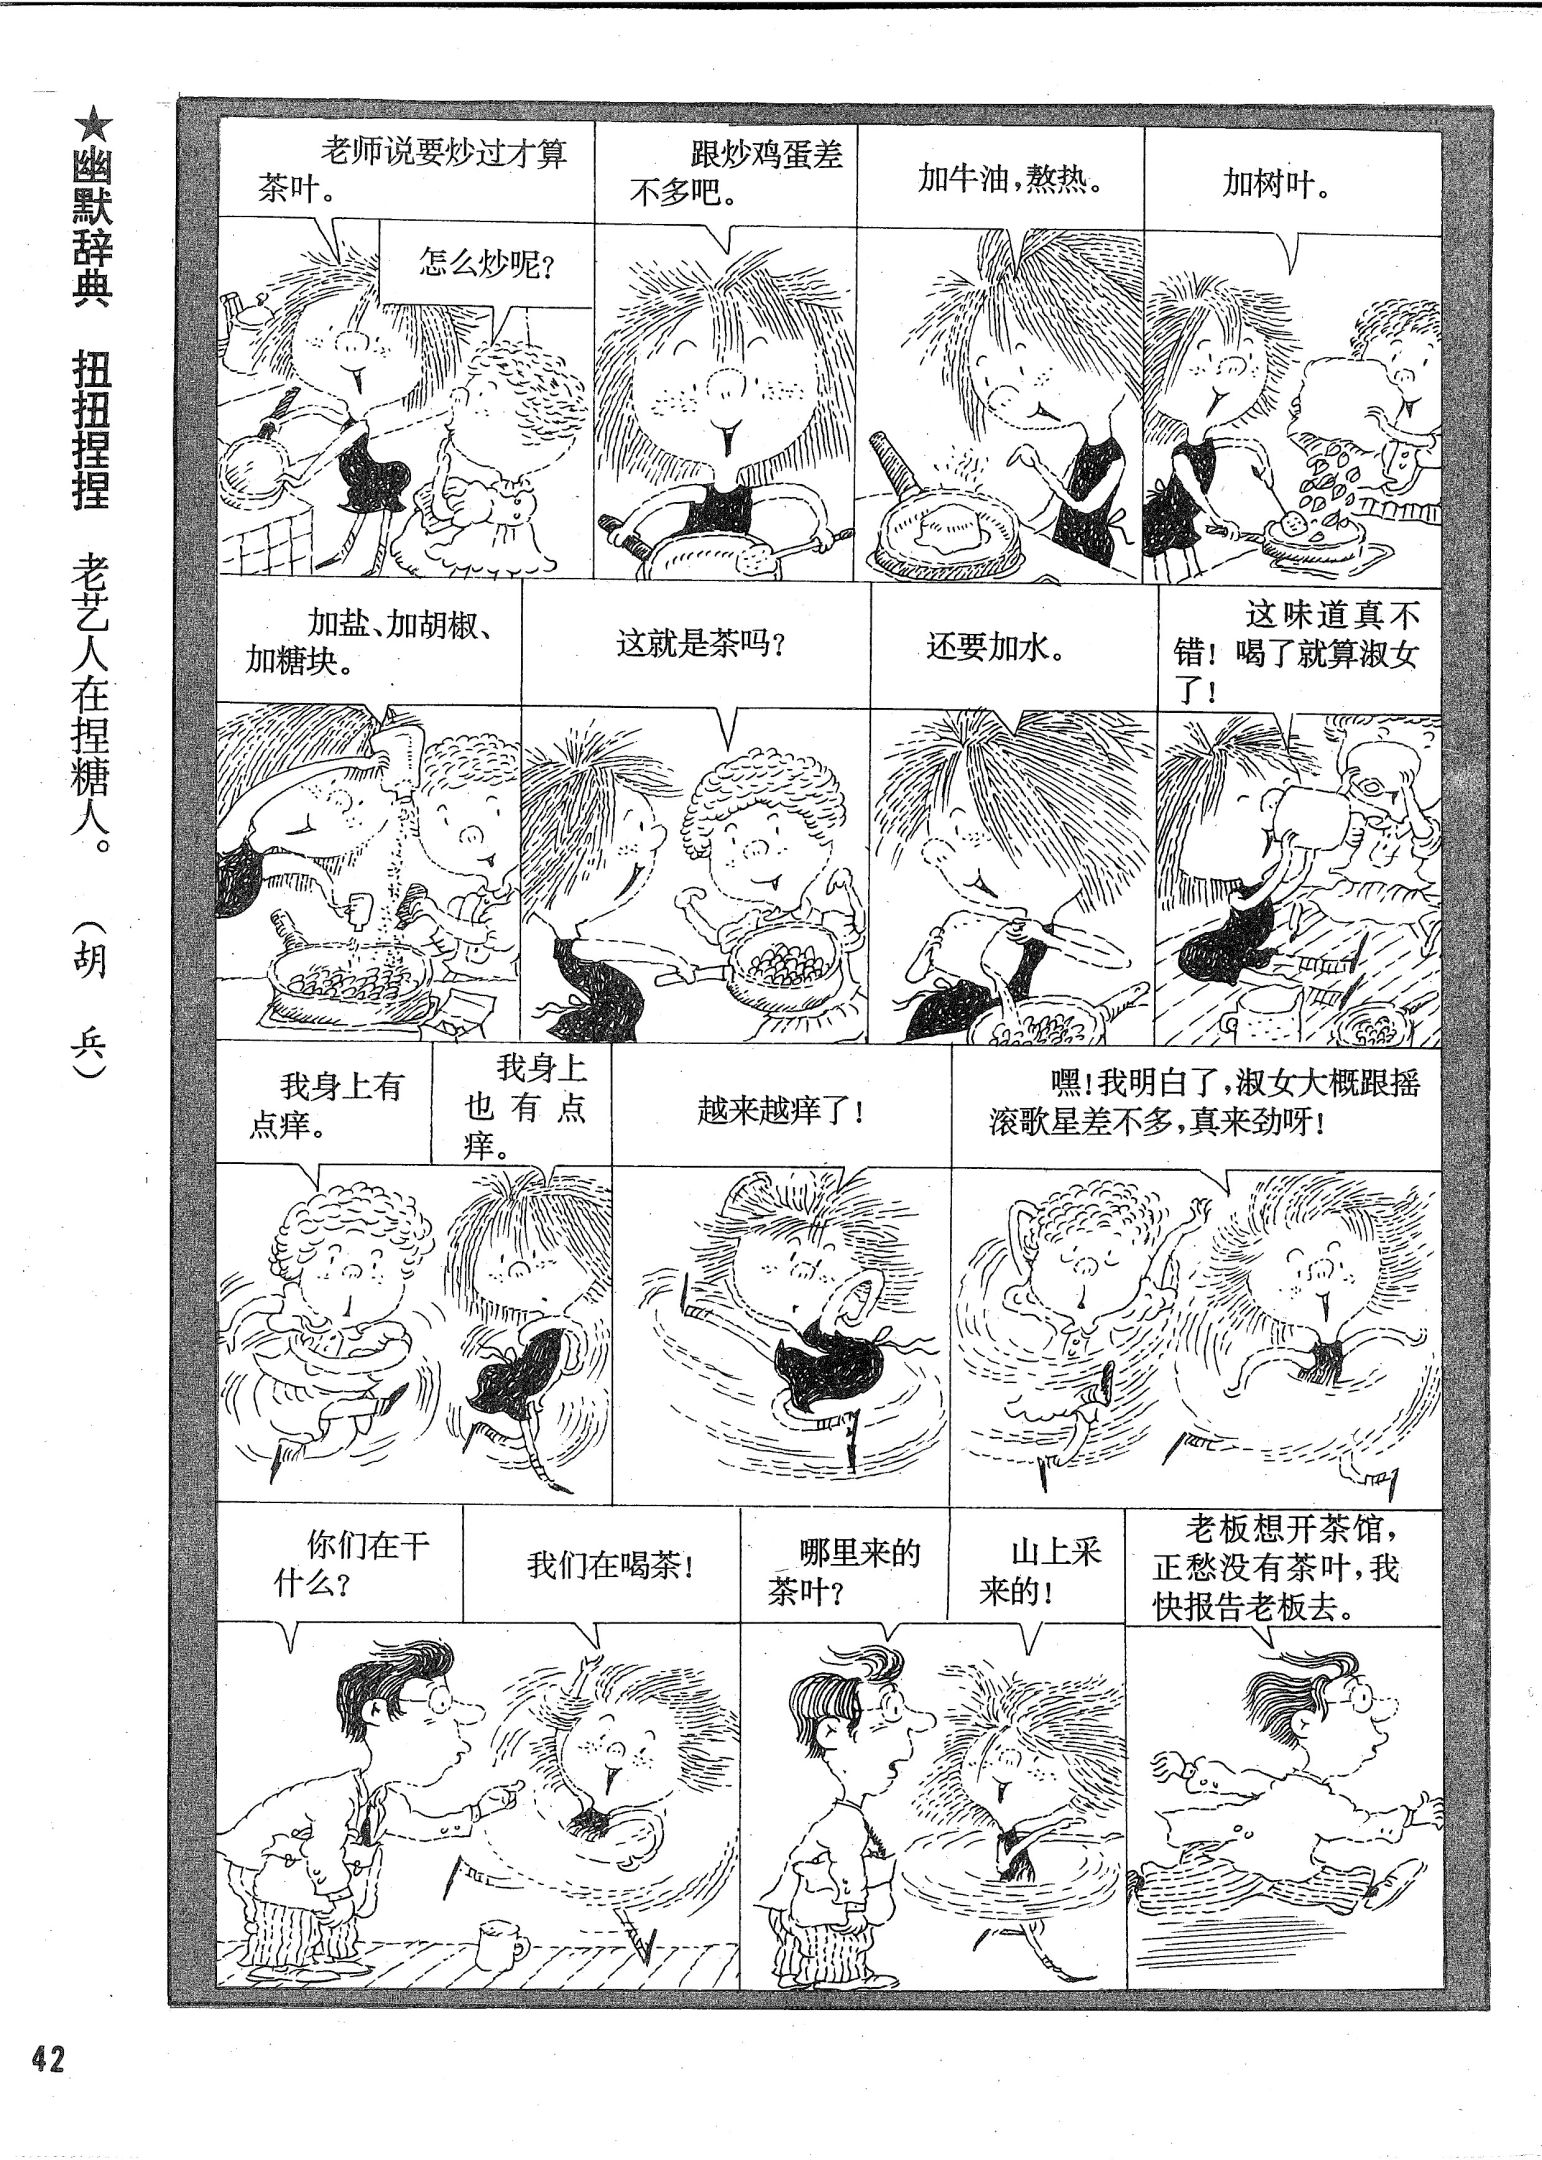 ★幽默辞典 扭扭捏捏 老艺人在捏糖人。 (胡 兵)
老师说要炒过才算
茶叶。
怎么炒呢?
跟炒鸡蛋差
不多吧。
加牛油,熬热。
加树叶。
加盐、加胡椒、
加糖块。
这就是茶吗?
还要加水。
这味道真不
错!喝了就算淑女
了!
我身上有
点痒。
我身上
也有点
痒。
越来越痒了!
嘿!我明白了,淑女大概跟摇
滚歌星差不多,真来劲呀!
你们在干
什么?
我们在喝茶!
哪里来的
茶叶?
山上采
来的!
老板想开茶馆,
正愁没有茶叶,我
快报告老板去。
42